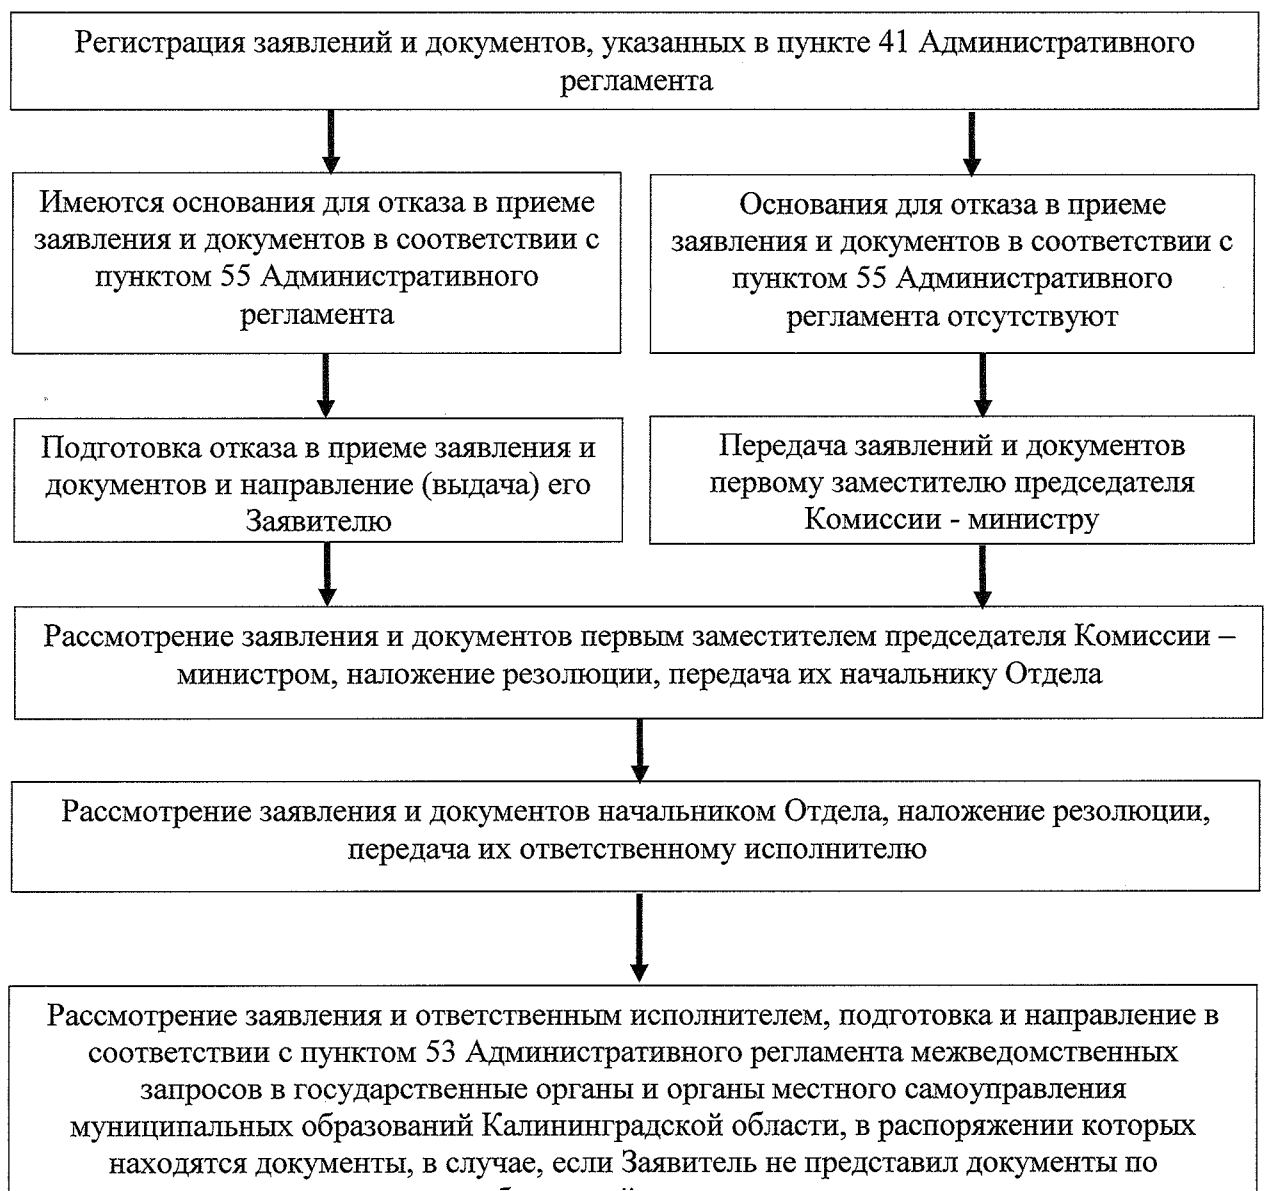 Регистрация заявлений и документов, указанных в пункте 41 Административного
регламента
Имеются основания для отказа в приеме
заявления и документов в соответствии с
пунктом 55 Административного
регламента
Основания для отказа в приеме
заявления и документов в соответствии с
пунктом 55 Административного
регламента отсутствуют
Подготовка отказа в приеме заявления и
документов и направление (выдача) его
Заявителю
Передача заявлений и документов
первому заместителю председателя
Комиссии - министру
Рассмотрение заявления и документов первым заместителем председателя Комиссии –
министром, наложение резолюции, передача их начальнику Отдела
Рассмотрение заявления и документов начальником Отдела, наложение резолюции,
передача их ответственному исполнителю
Рассмотрение заявления и ответственным исполнителем, подготовка и направление в
соответствии с пунктом 53 Административного регламента межведомственных
запросов в государственные органы и органы местного самоуправления
муниципальных образований Калининградской области, в распоряжении которых
находятся документы, в случае, если Заявитель не представил документы по